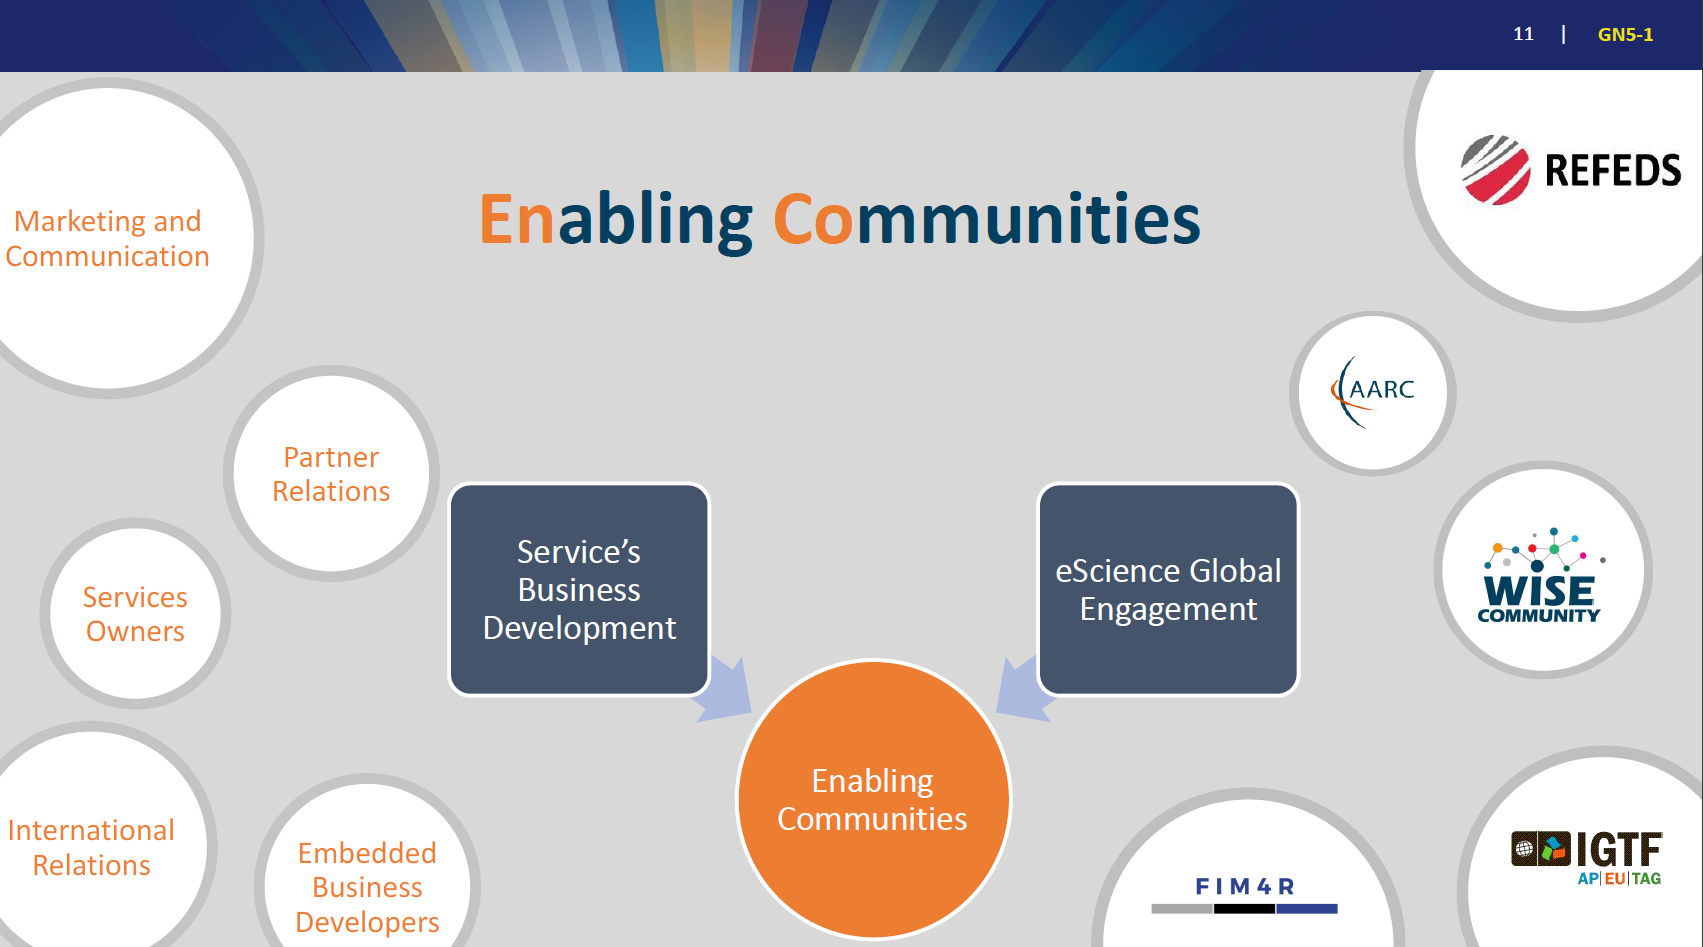 11 | GN5-1
Enabling Communities
Marketing and
Communication
Partner
Relations
Services
Owners
International
Relations
Embedded
Business
Developers
Service’s
Business
Development
eScience Global
Engagement
Enabling
Communities
REFEDS
AARC
WISE
COMMUNITY
FIM4R
IGTF
AP|EU|TAG